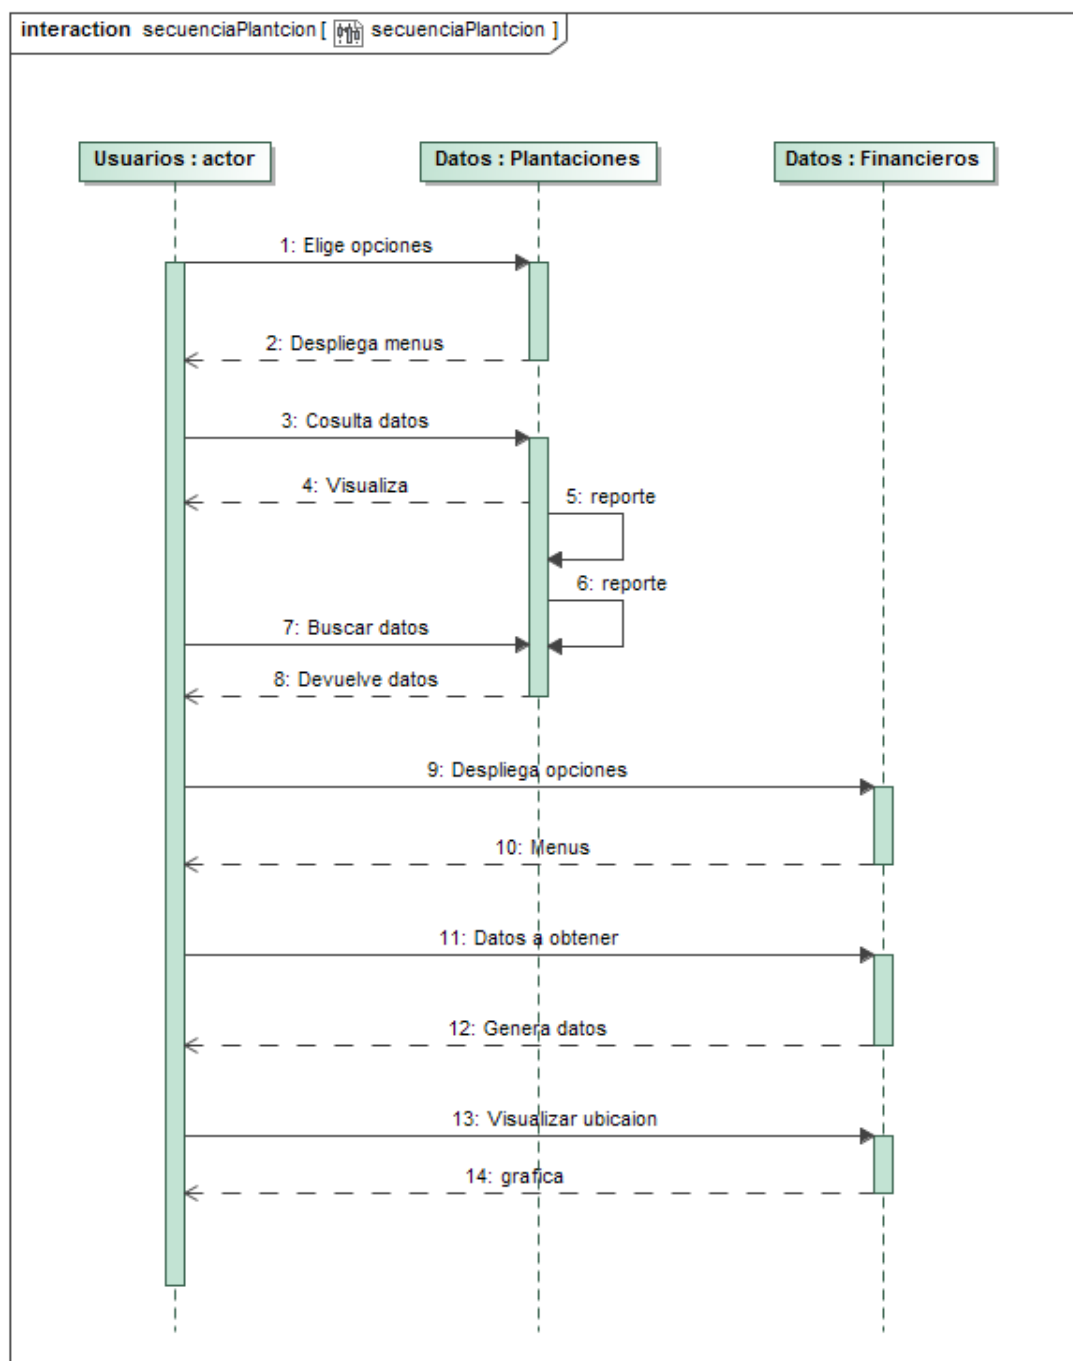 interaction secuenciaPlantcion [ secuenciaPlantcion ]
Usuarios : actor
Datos : Plantaciones
Datos : Financieros
1: Elige opciones
2: Despliega menus
3: Cosulta datos
4: Visualiza
5: reporte
6: reporte
7: Buscar datos
8: Devuelve datos
9: Despliega opciones
10: Menus
11: Datos a obtener
12: Genera datos
13: Visualizar ubicaion
14: grafica